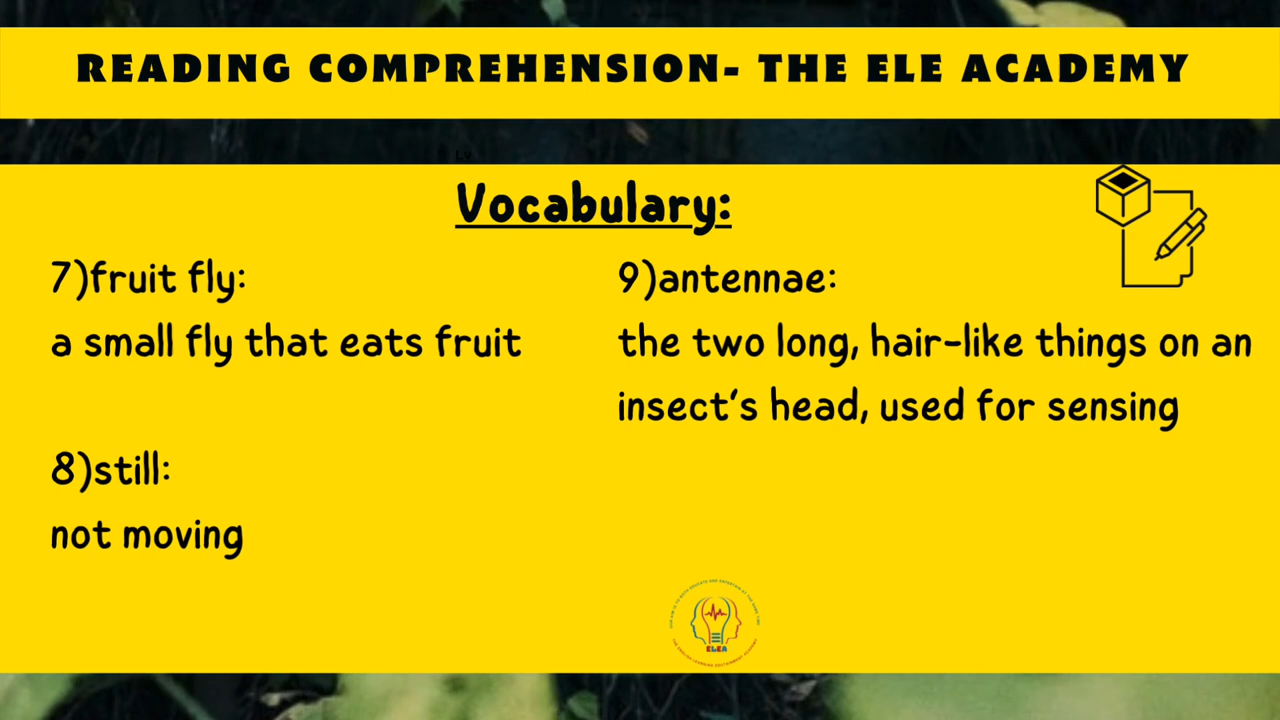 READING COMPREHENSION- THE ELE ACADEMY
Vocabulary:
7)fruit fly:
a small fly that eats fruit
8)still:
not moving
9)antennae:
the two long, hair-like things on an
insect's head, used for sensing
ELEA